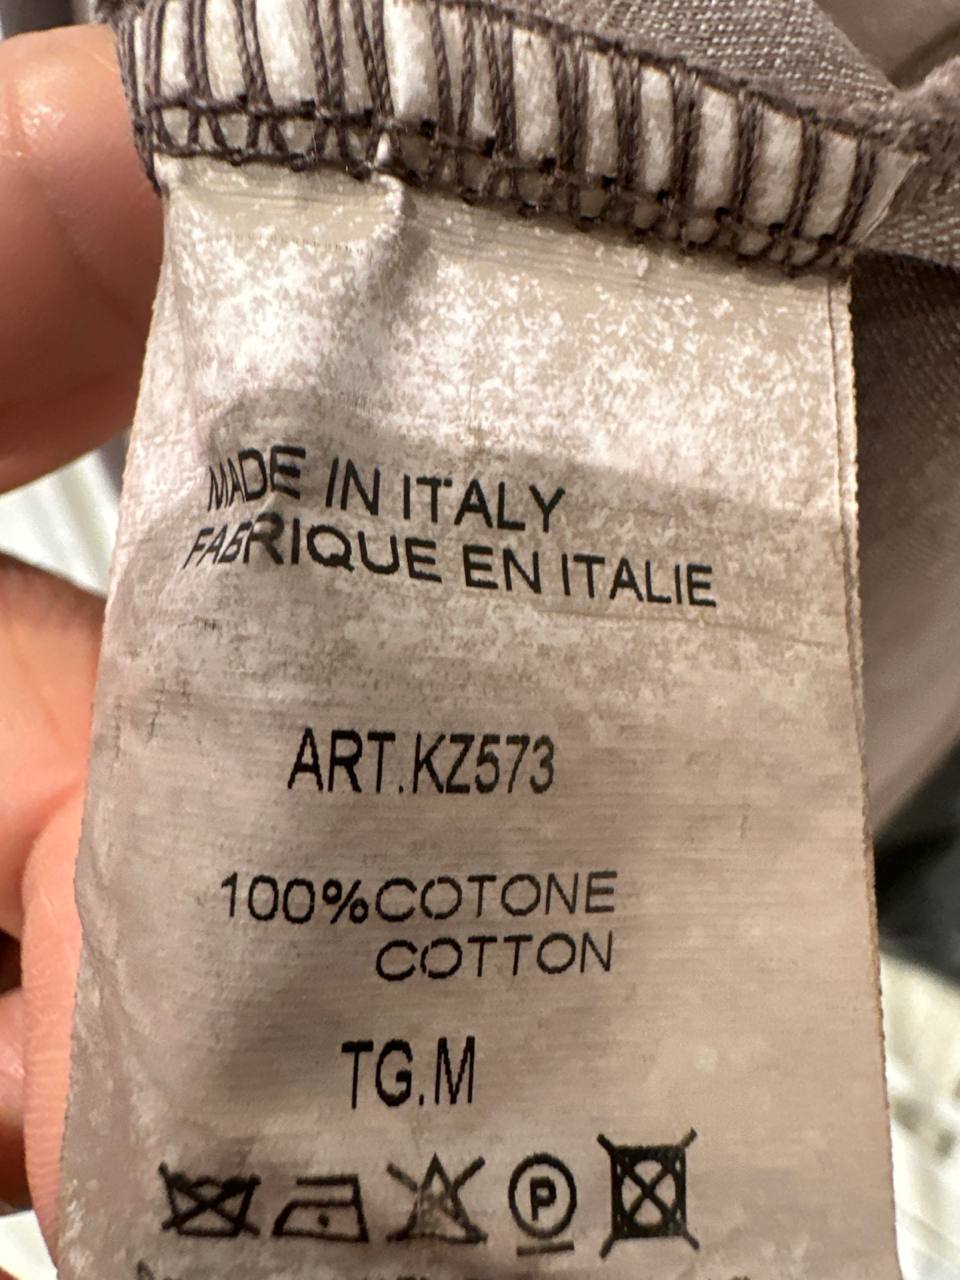 MADE IN ITALY
FABRIQUE EN ITALIE
ART.KZ573
100%COTONE
COTTON
TG.M
P